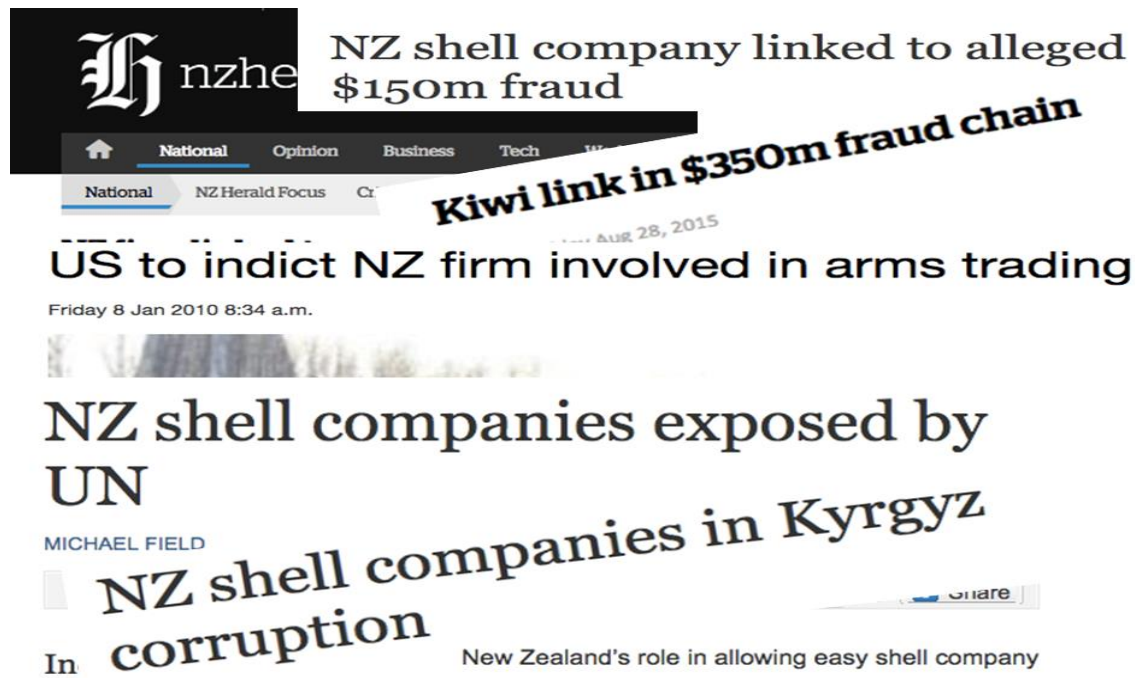 nzhe
NZ shell company linked to alleged
$150m fraud
National Opinion Business Tech
Kiwi link in $350m fraud chain
National NZ Herald Focus
Aug 28, 2015
US to indict NZ firm involved in arms trading
Friday 8 Jan 2010 8:34 a.m.
NZ shell companies exposed by
UN
MICHAEL FIELD
NZ shell companies in Kyrgyz
corruption
Share
In
New Zealand's role in allowing easy shell company